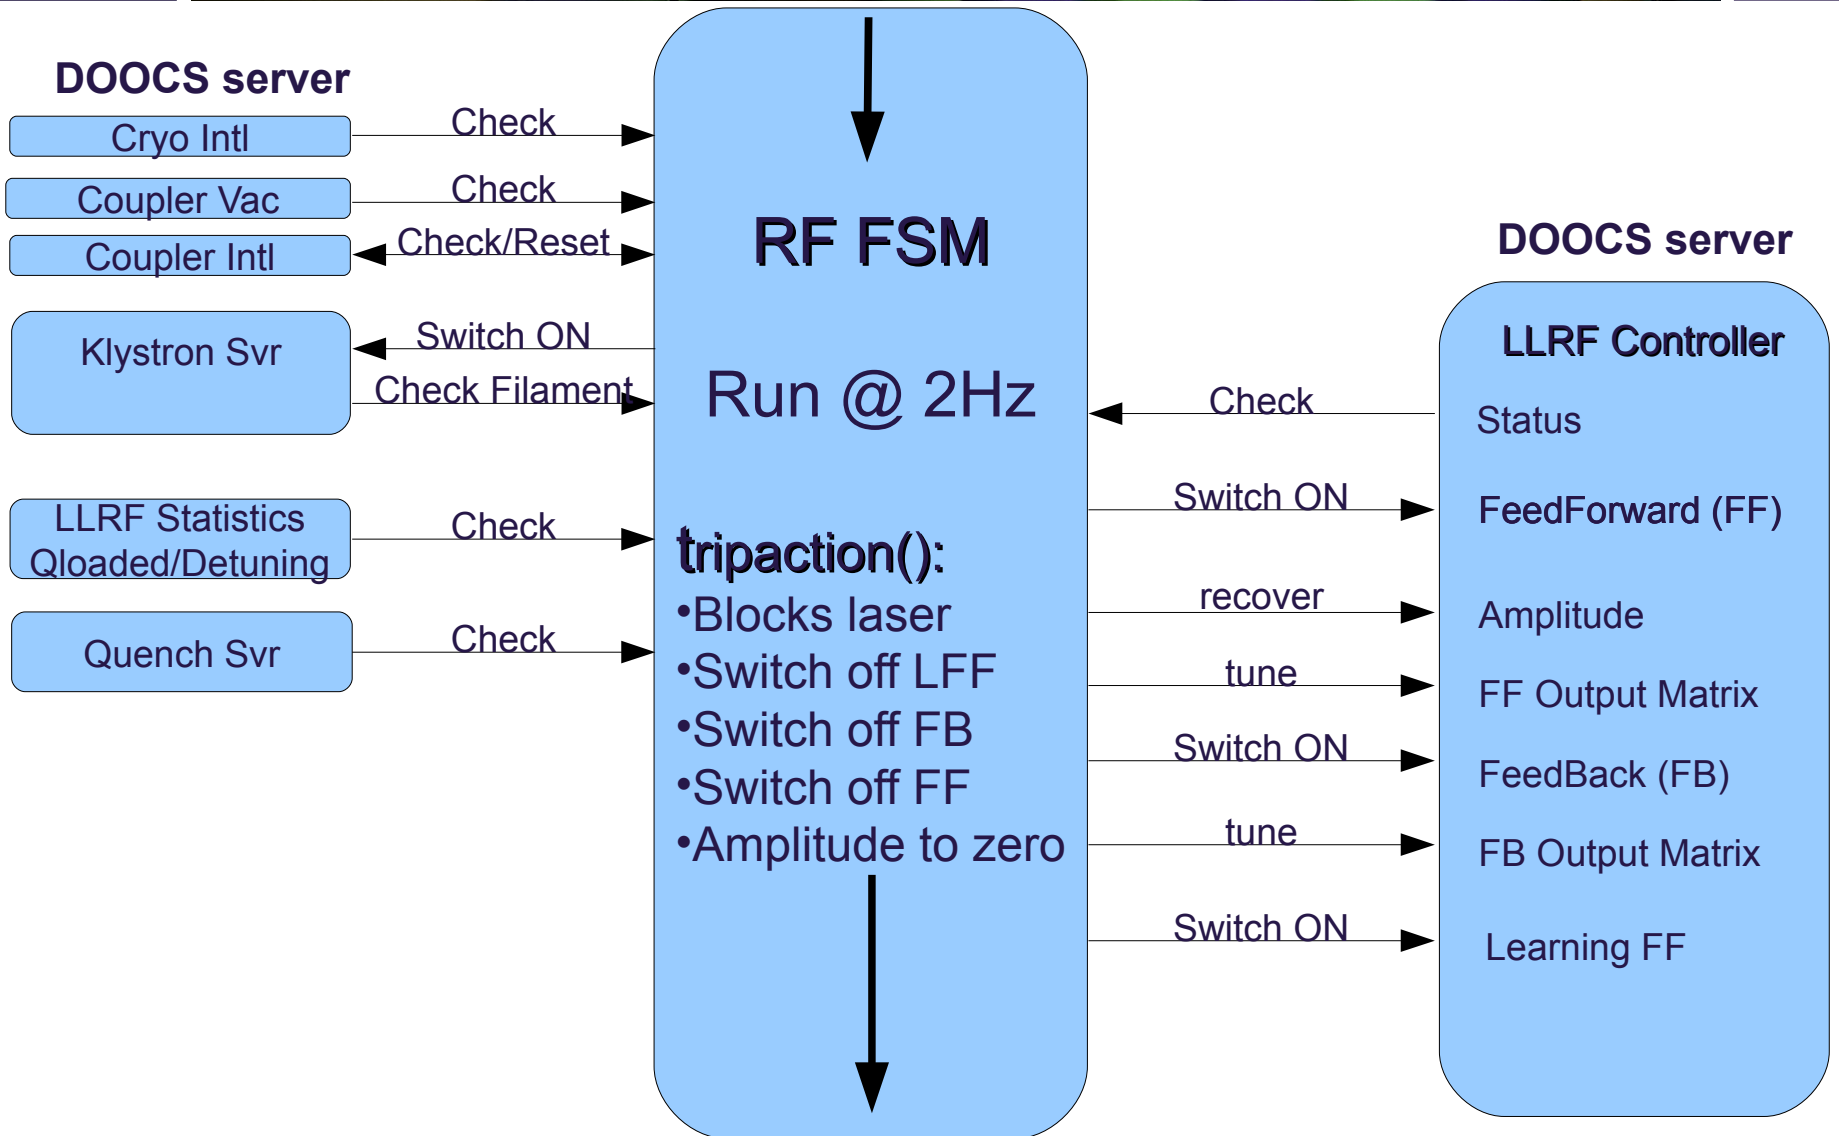 DOOCS server
Cryo Intl
Check
Coupler Vac
Check
Coupler Intl
Check/Reset
Klystron Svr
Switch ON
Check Filament
LLRF Statistics
Qloaded/Detuning
Check
Quench Svr
Check
RF FSM
Run @ 2Hz
tripaction():
•Blocks laser
•Switch off LFF
•Switch off FB
•Switch off FF
•Amplitude to zero
DOOCS server
LLRF Controller
Check
Status
Switch ON
FeedForward (FF)
recover
Amplitude
tune
FF Output Matrix
Switch ON
FeedBack (FB)
tune
FB Output Matrix
Switch ON
Learning FF